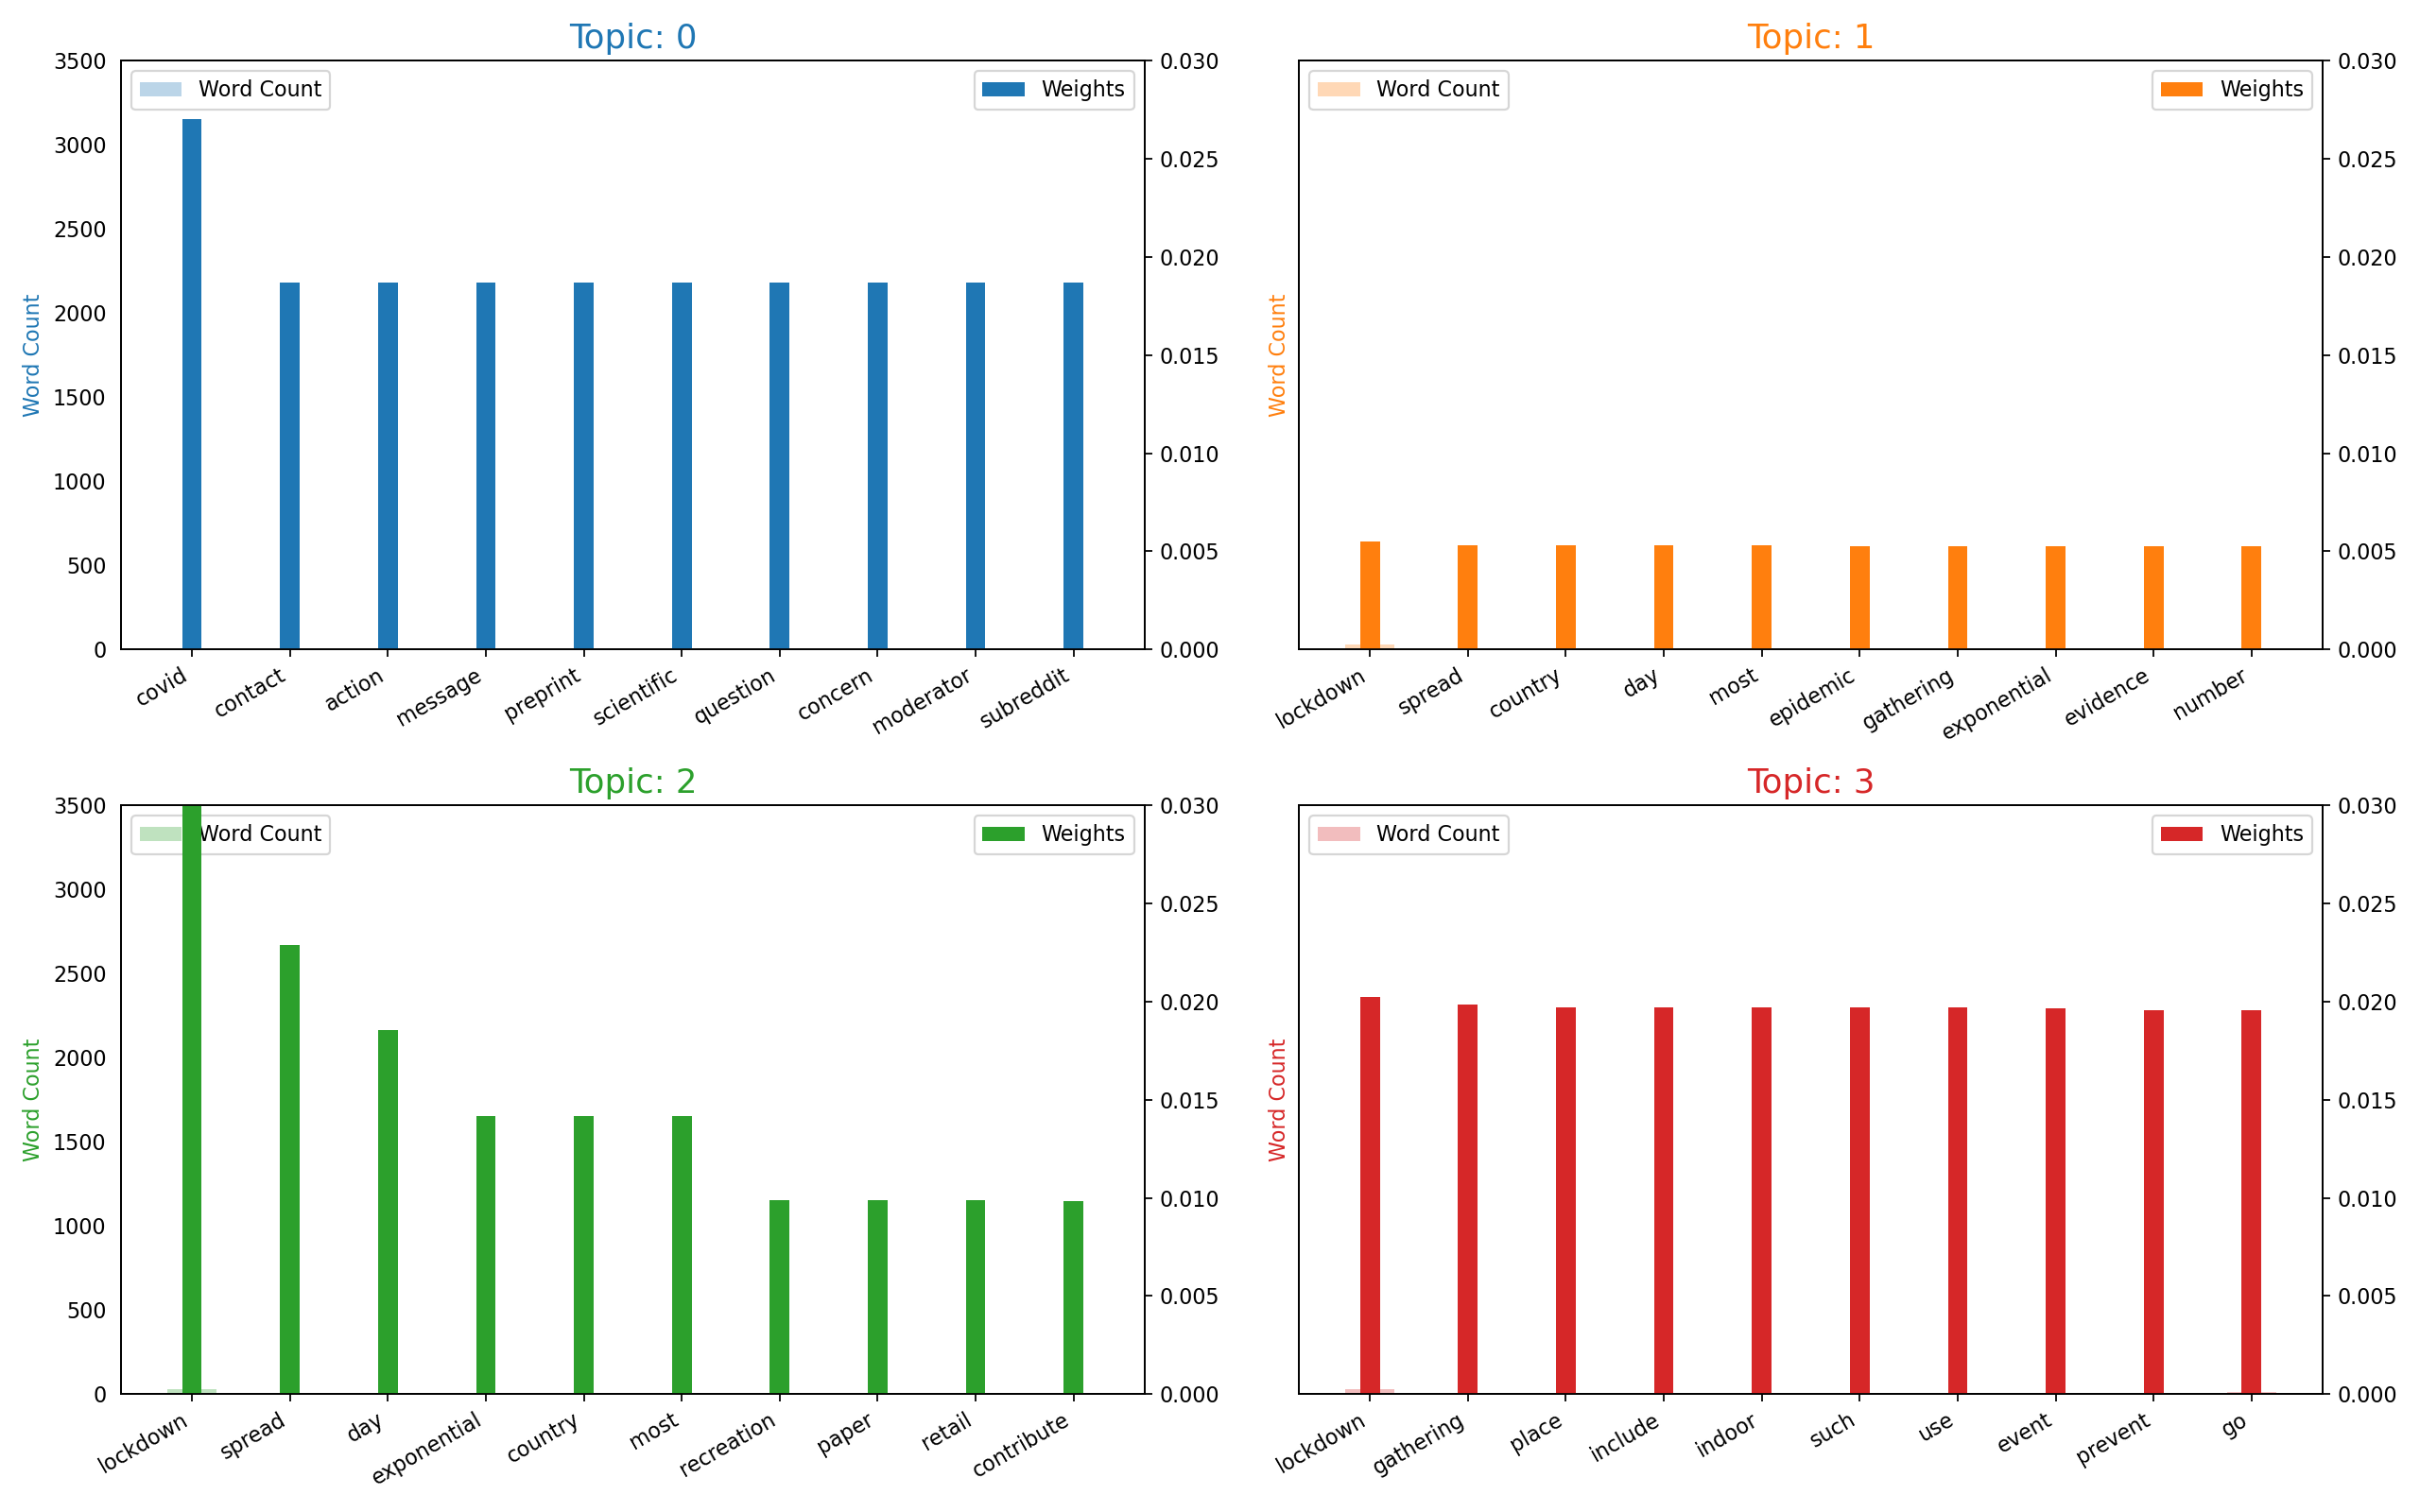 Topic: 0
Word Count
Weights
3500
3000
2500
2000
1500
1000
500
0
Word Count
0.030
0.025
0.020
0.015
0.010
0.005
0.000
covid
contact
action
message
preprint
scientific
question
concern
moderator
subreddit
Topic: 1
Word Count
Weights
Word Count
0.030
0.025
0.020
0.015
0.010
0.005
0.000
lockdown
spread
country
day
most
epidemic
gathering
exponential
evidence
number
Topic: 2
Word Count
Weights
3500
3000
2500
2000
1500
1000
500
0
Word Count
0.030
0.025
0.020
0.015
0.010
0.005
0.000
lockdown
spread
day
exponential
country
most
recreation
paper
retail
contribute
Topic: 3
Word Count
Weights
Word Count
0.030
0.025
0.020
0.015
0.010
0.005
0.000
lockdown
gathering
place
include
indoor
such
use
event
prevent
go